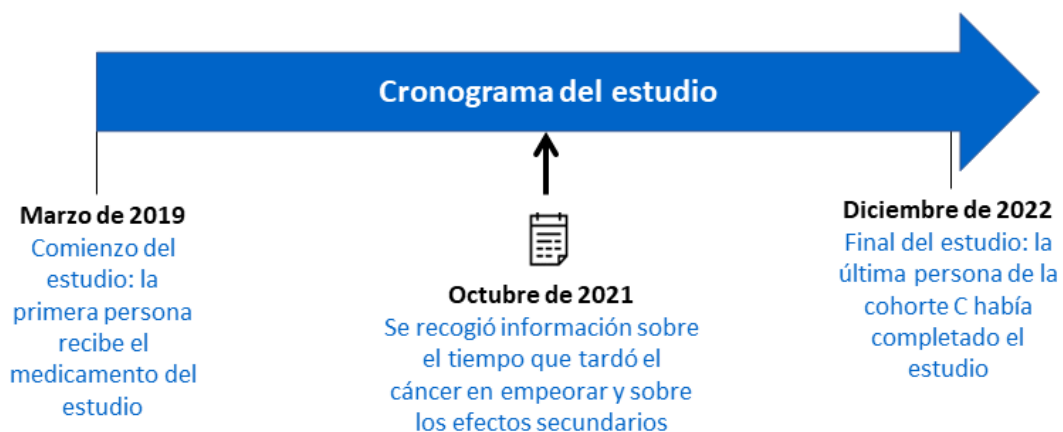 Cronograma del estudio
Marzo de 2019
Comienzo del
estudio: la
primera persona
recibe el
medicamento del
estudio
Octubre de 2021
Se recogió información sobre
el tiempo que tardó el
cáncer en empeorar y sobre
los efectos secundarios
Diciembre de 2022
Final del estudio: la
última persona de la
cohorte C había
completado el
estudio